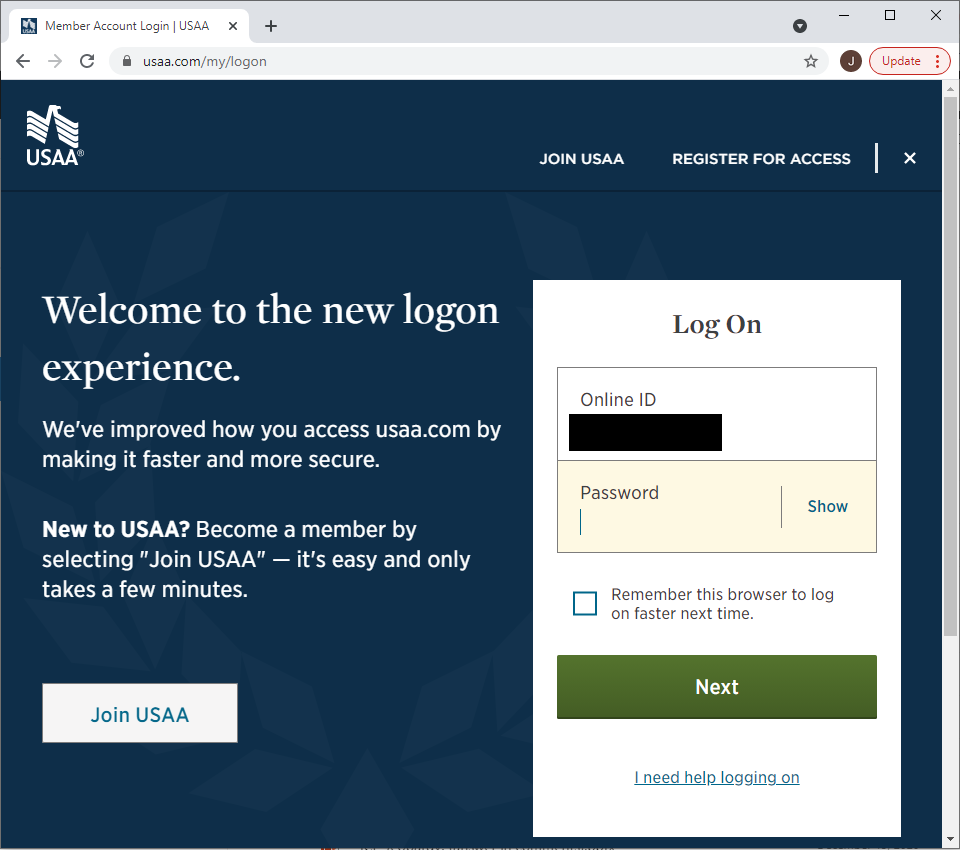 Member Account Login | USAA
usaa.com/my/logon
J
Update
USAA®
JOIN USAA
REGISTER FOR ACCESS
Welcome to the new logon
experience.
We've improved how you access usaa.com by
making it faster and more secure.
New to USAA? Become a member by
selecting "Join USAA" — it's easy and only
takes a few minutes.
Join USAA
Log On
Online ID
Password
Show
Remember this browser to log
on faster next time.
Next
I need help logging on